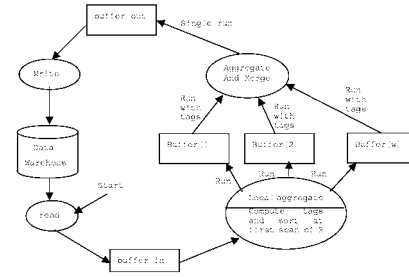 buffer out
Single run
Write
Aggregate
And Merge
Run
with
tags
Run
with
tags
Run
with
tags
Data
Warehouse
Buffer[1
Buffer[2
Buffer[w]
Run
Run
Run
Start
Local aggregate
read
Compute tags
and sort at
first scan of R
buffer in